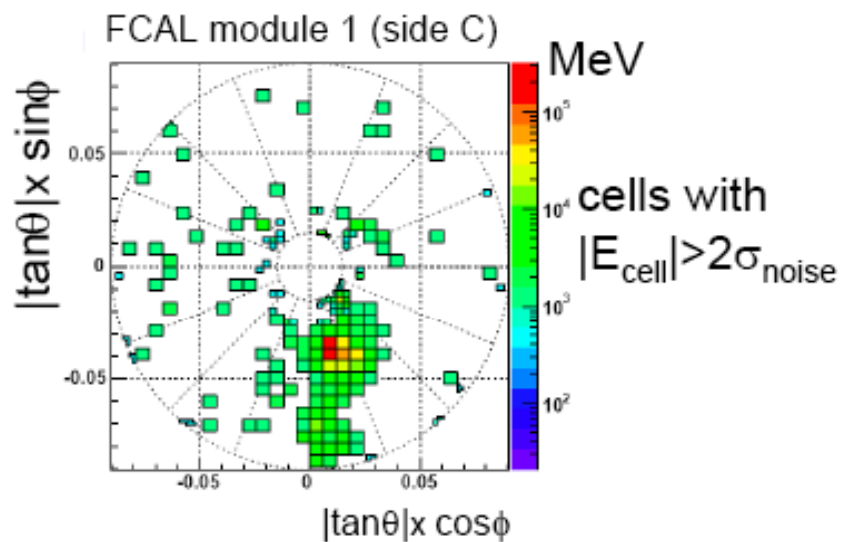 FCAL module 1 (side C)
MeV
|tanθ|x sinϕ
0.05
0
-0.05
-0.05
0
0.05
|tanθ|x cosϕ
10⁵
10⁴
10³
10²
cells with
|E_cell|>2σ_noise